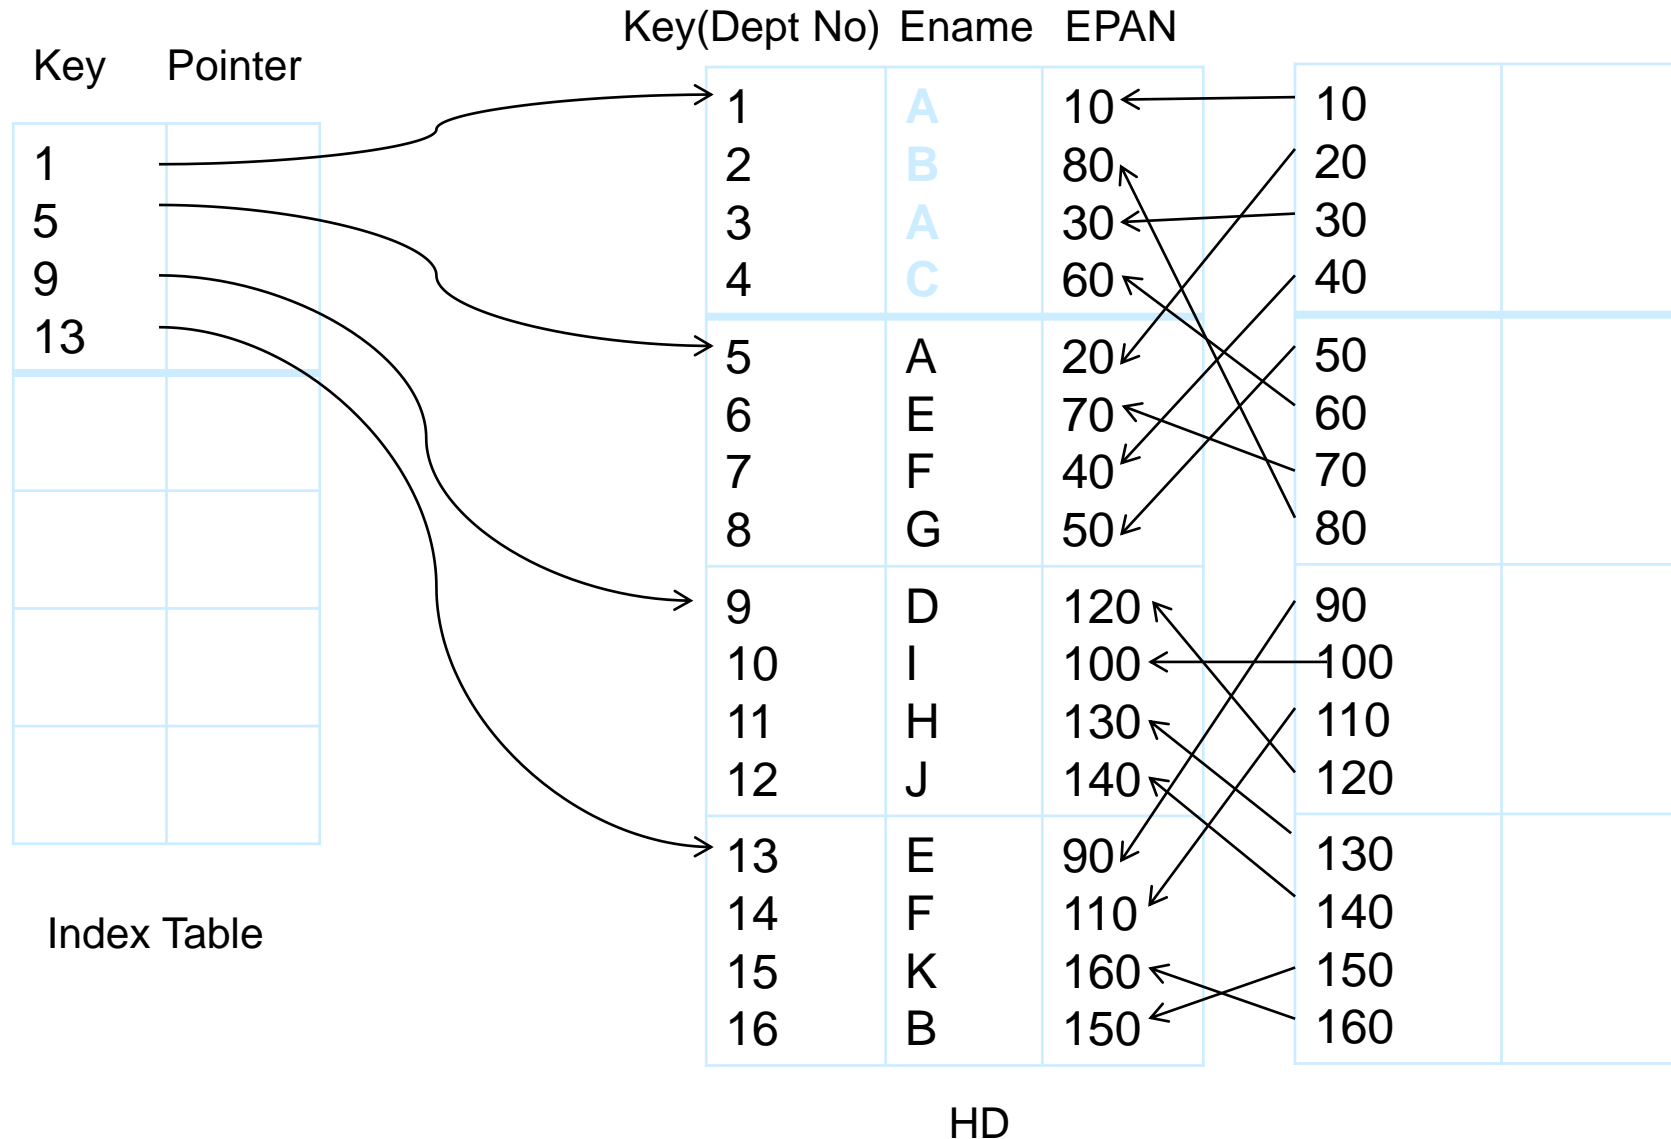 Key(Dept No) Ename EPAN
Key Pointer
1
5
9
13
1 A 10
2 B 80
3 A 30
4 C 60
5 A 20
6 E 70
7 F 40
8 G 50
9 D 120
10 I 100
11 H 130
12 J 140
13 E 90
14 F 110
15 K 160
16 B 150
10
20
30
40
50
60
70
80
90
100
110
120
130
140
150
160
Index Table
HD